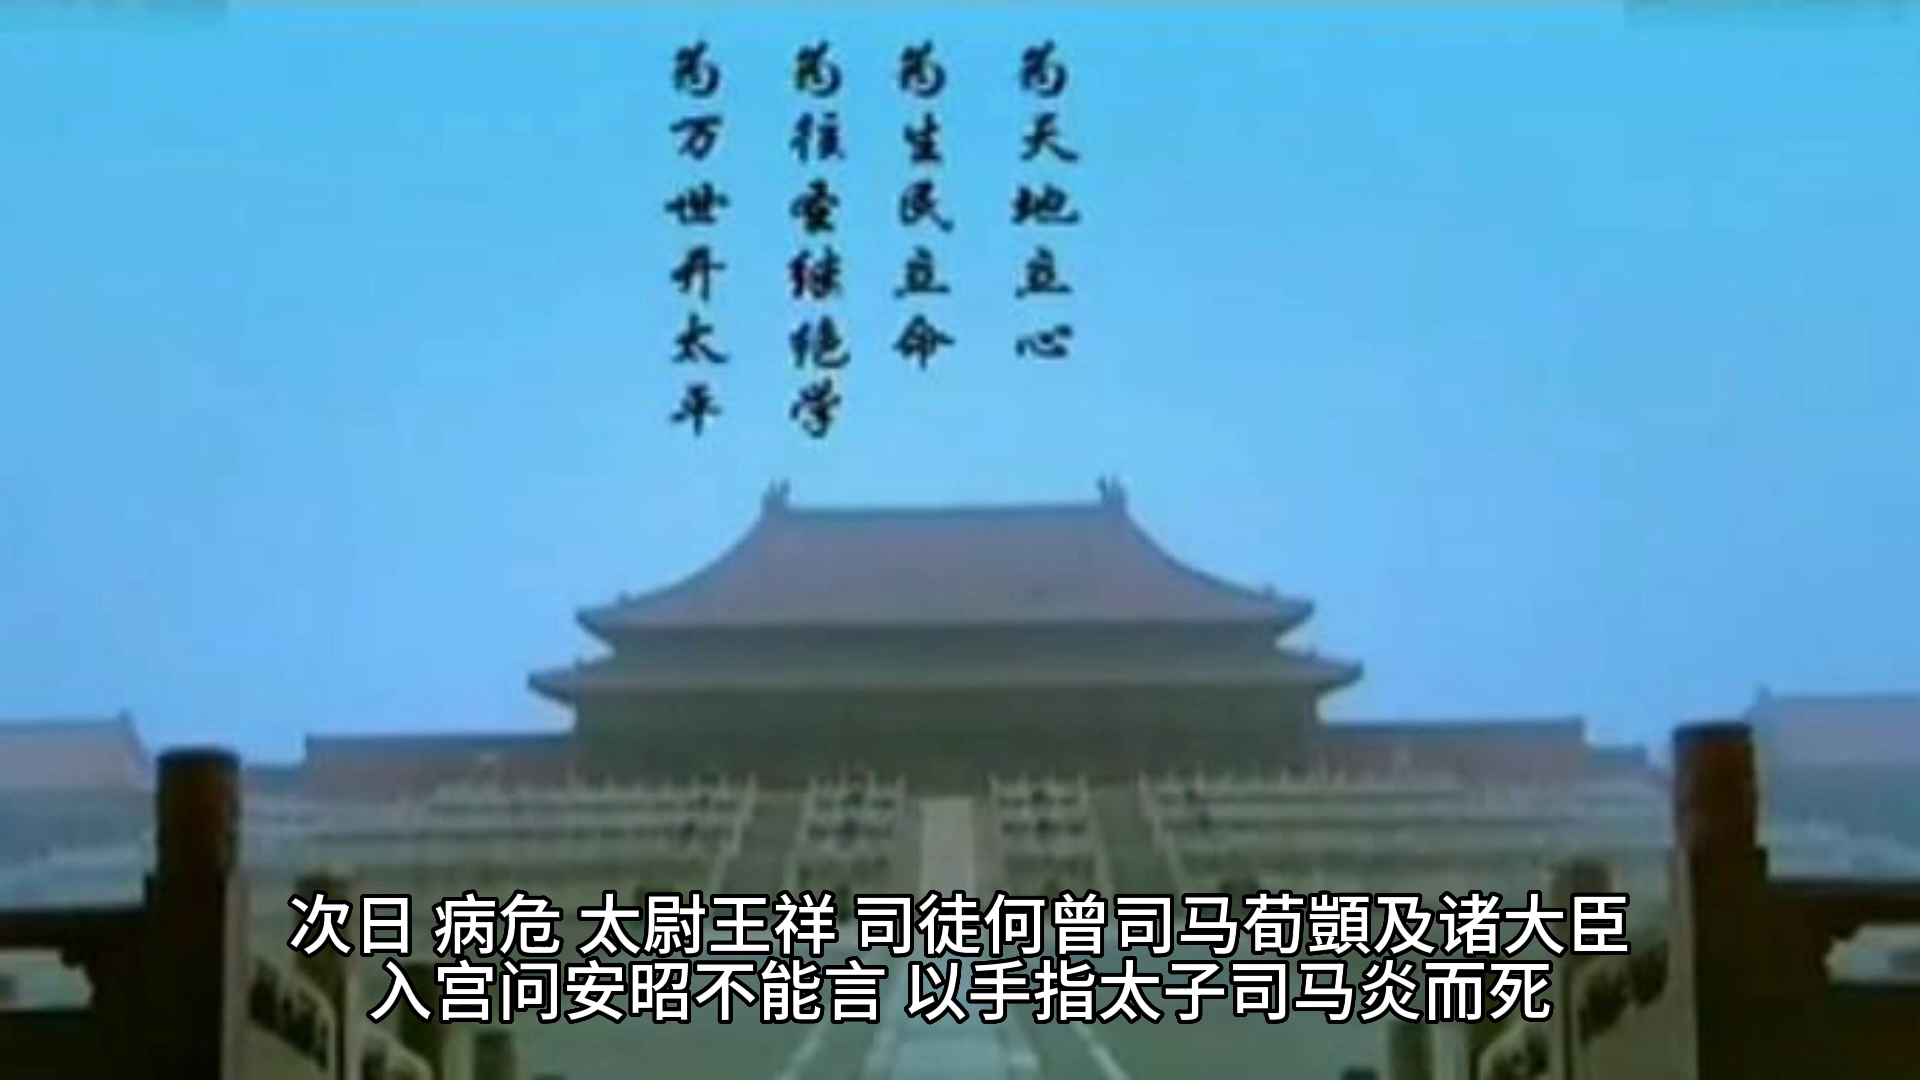 为天地立心
为生民立命
为往圣继绝学
为万世开太平
次日 病危 太尉王祥 司徒何曾司马荀顗及诸大臣
入宫问安昭不能言 以手指太子司马炎而死